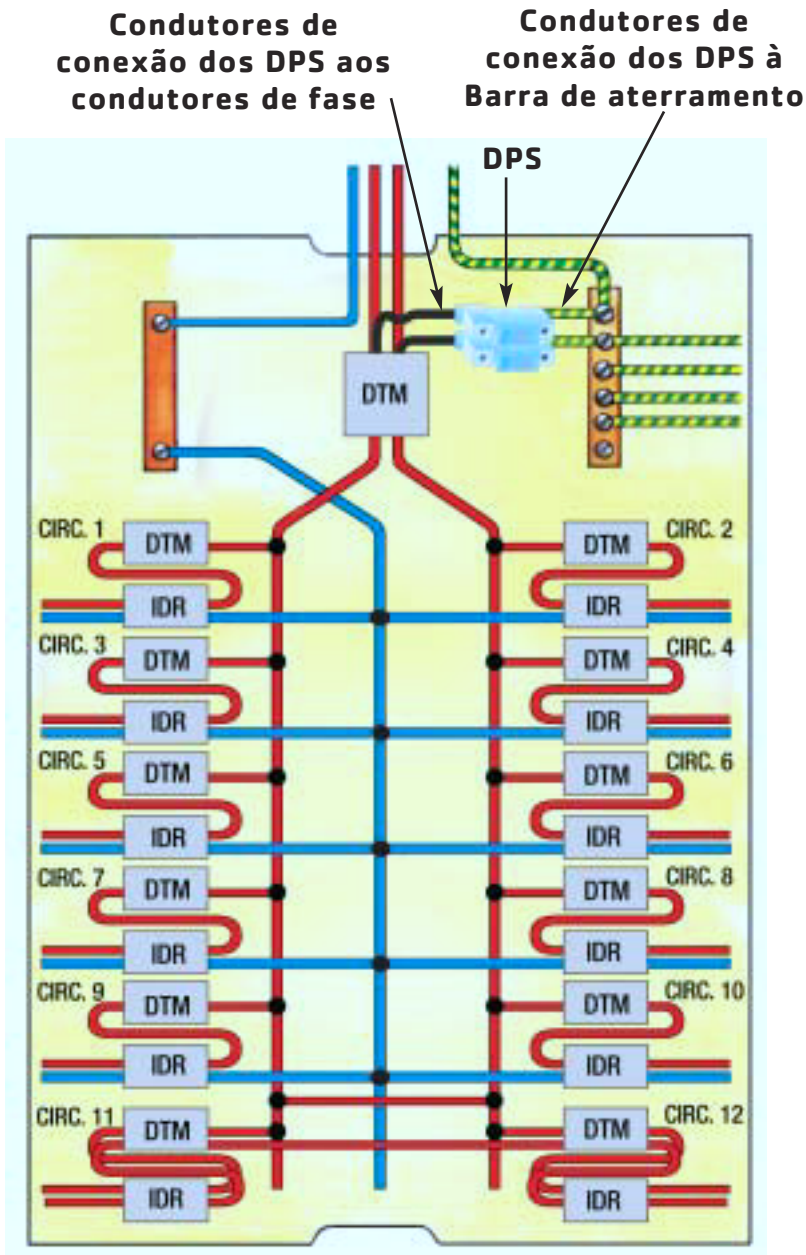 Condutores de
conexão dos DPS aos
condutores de fase
Condutores de
conexão dos DPS à
Barra de aterramento
DPS
DTM
CIRC. 1
DTM
IDR
DTM
CIRC. 2
IDR
CIRC. 3
DTM
IDR
DTM
CIRC. 4
IDR
CIRC. 5
DTM
IDR
DTM
CIRC. 6
IDR
CIRC. 7
DTM
IDR
DTM
CIRC. 8
IDR
CIRC. 9
DTM
IDR
DTM
CIRC. 10
IDR
CIRC. 11
DTM
IDR
DTM
CIRC. 12
IDR